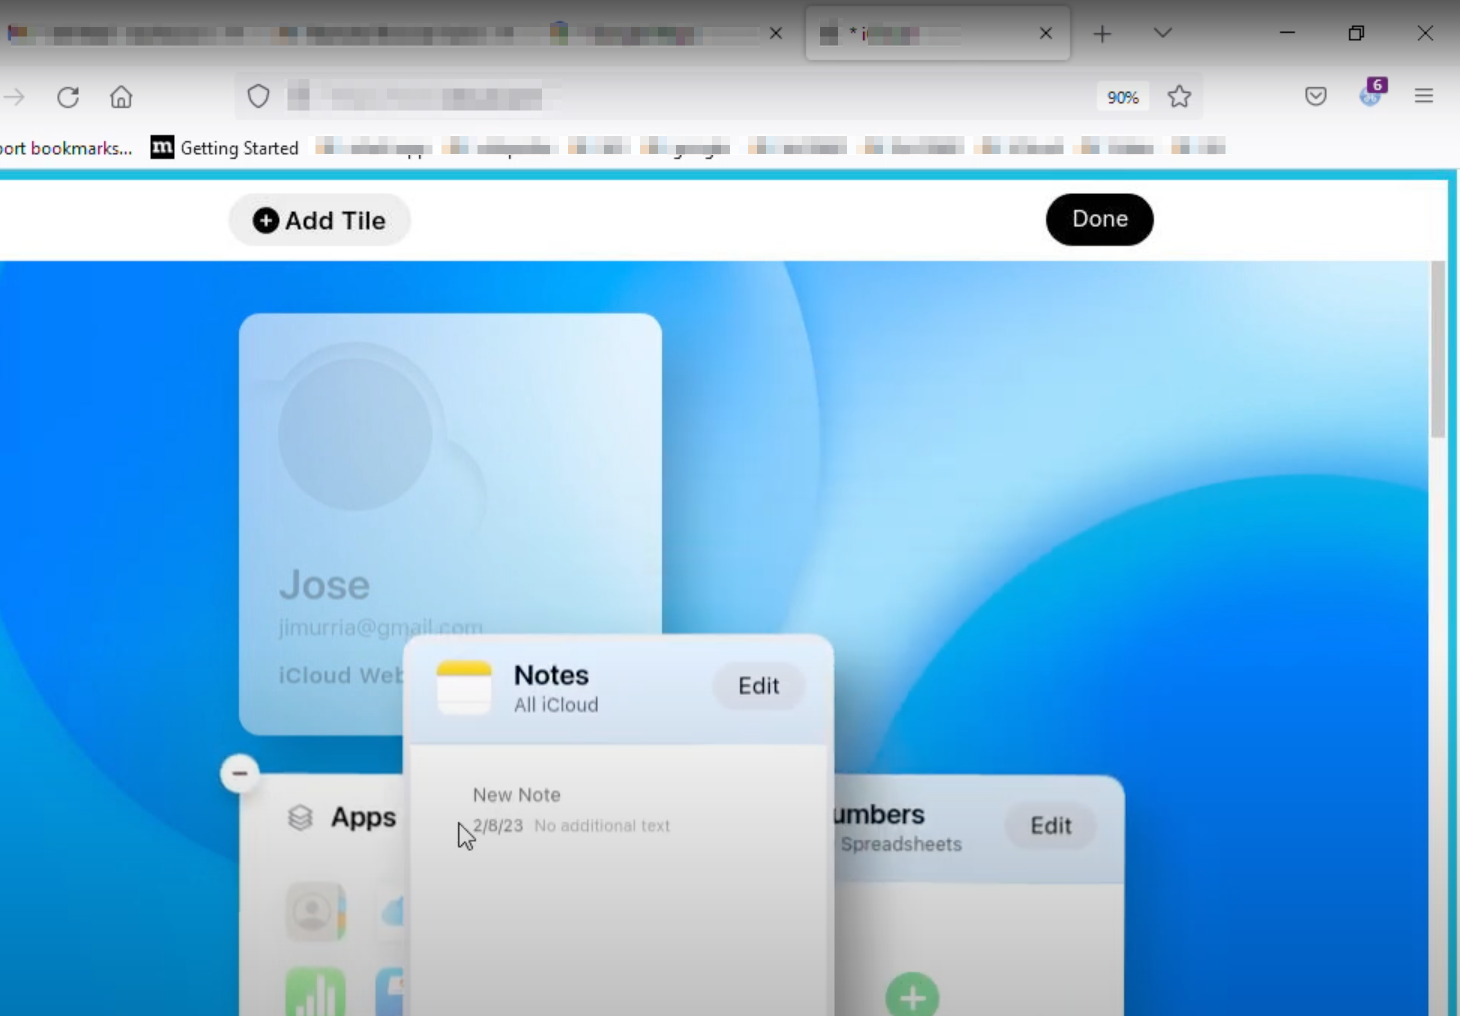 90%
6
port bookmarks...
m Getting Started
Add Tile
Done
Jose
jimurria@gmail.com
iCloud Web
Notes
All iCloud
Edit
New Note
2/8/23 No additional text
Apps
umbers
Spreadsheets
Edit